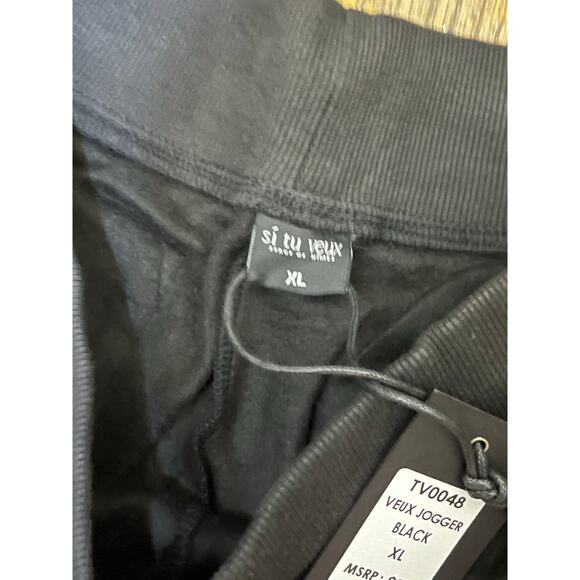 si tu veux
XL
TV0048
VEUX JOGGER
BLACK
XL
MSRP: